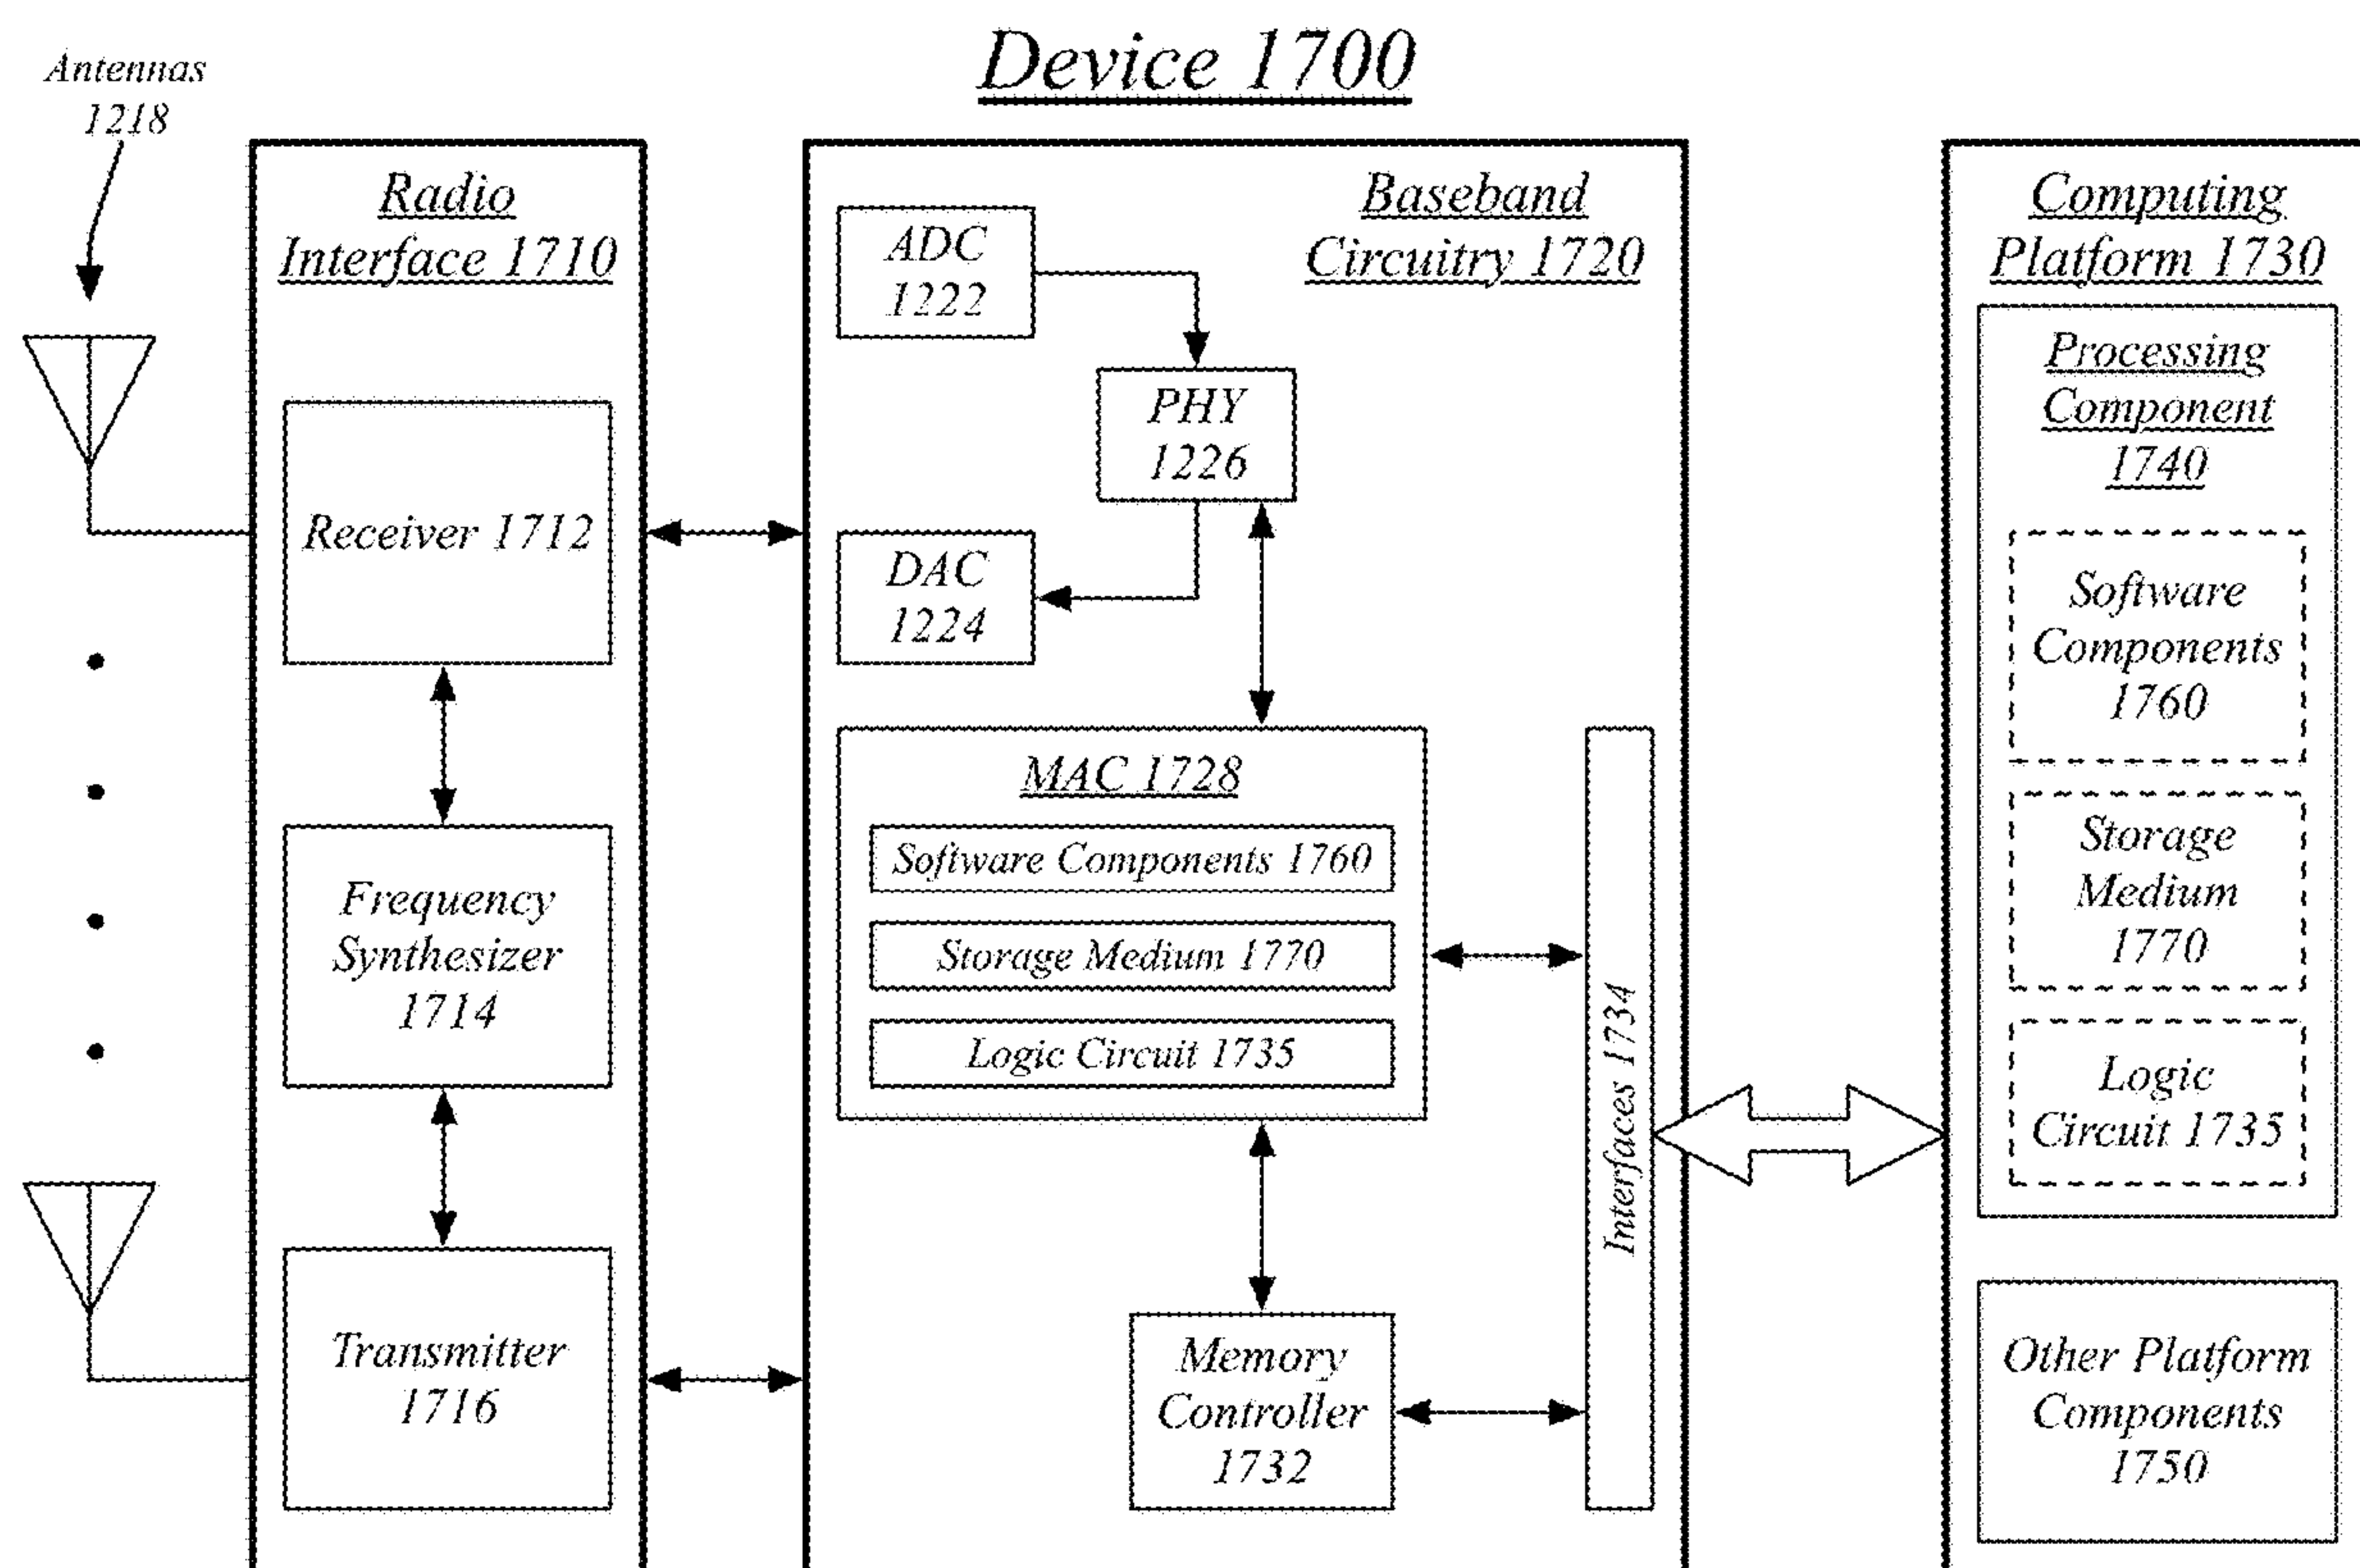 Device 1700
Antennas
1218
Radio
Interface 1710
Receiver 1712
Frequency
Synthesizer
1714
Transmitter
1716
Baseband
Circuitry 1720
ADC
1222
PHY
1226
DAC
1224
MAC 1728
Software Components 1760
Storage Medium 1770
Logic Circuit 1735
Memory
Controller
1732
Interfaces 1734
Computing
Platform 1730
Processing
Component
1740
Software
Components
1760
Storage
Medium
1770
Logic
Circuit 1735
Other Platform
Components
1750